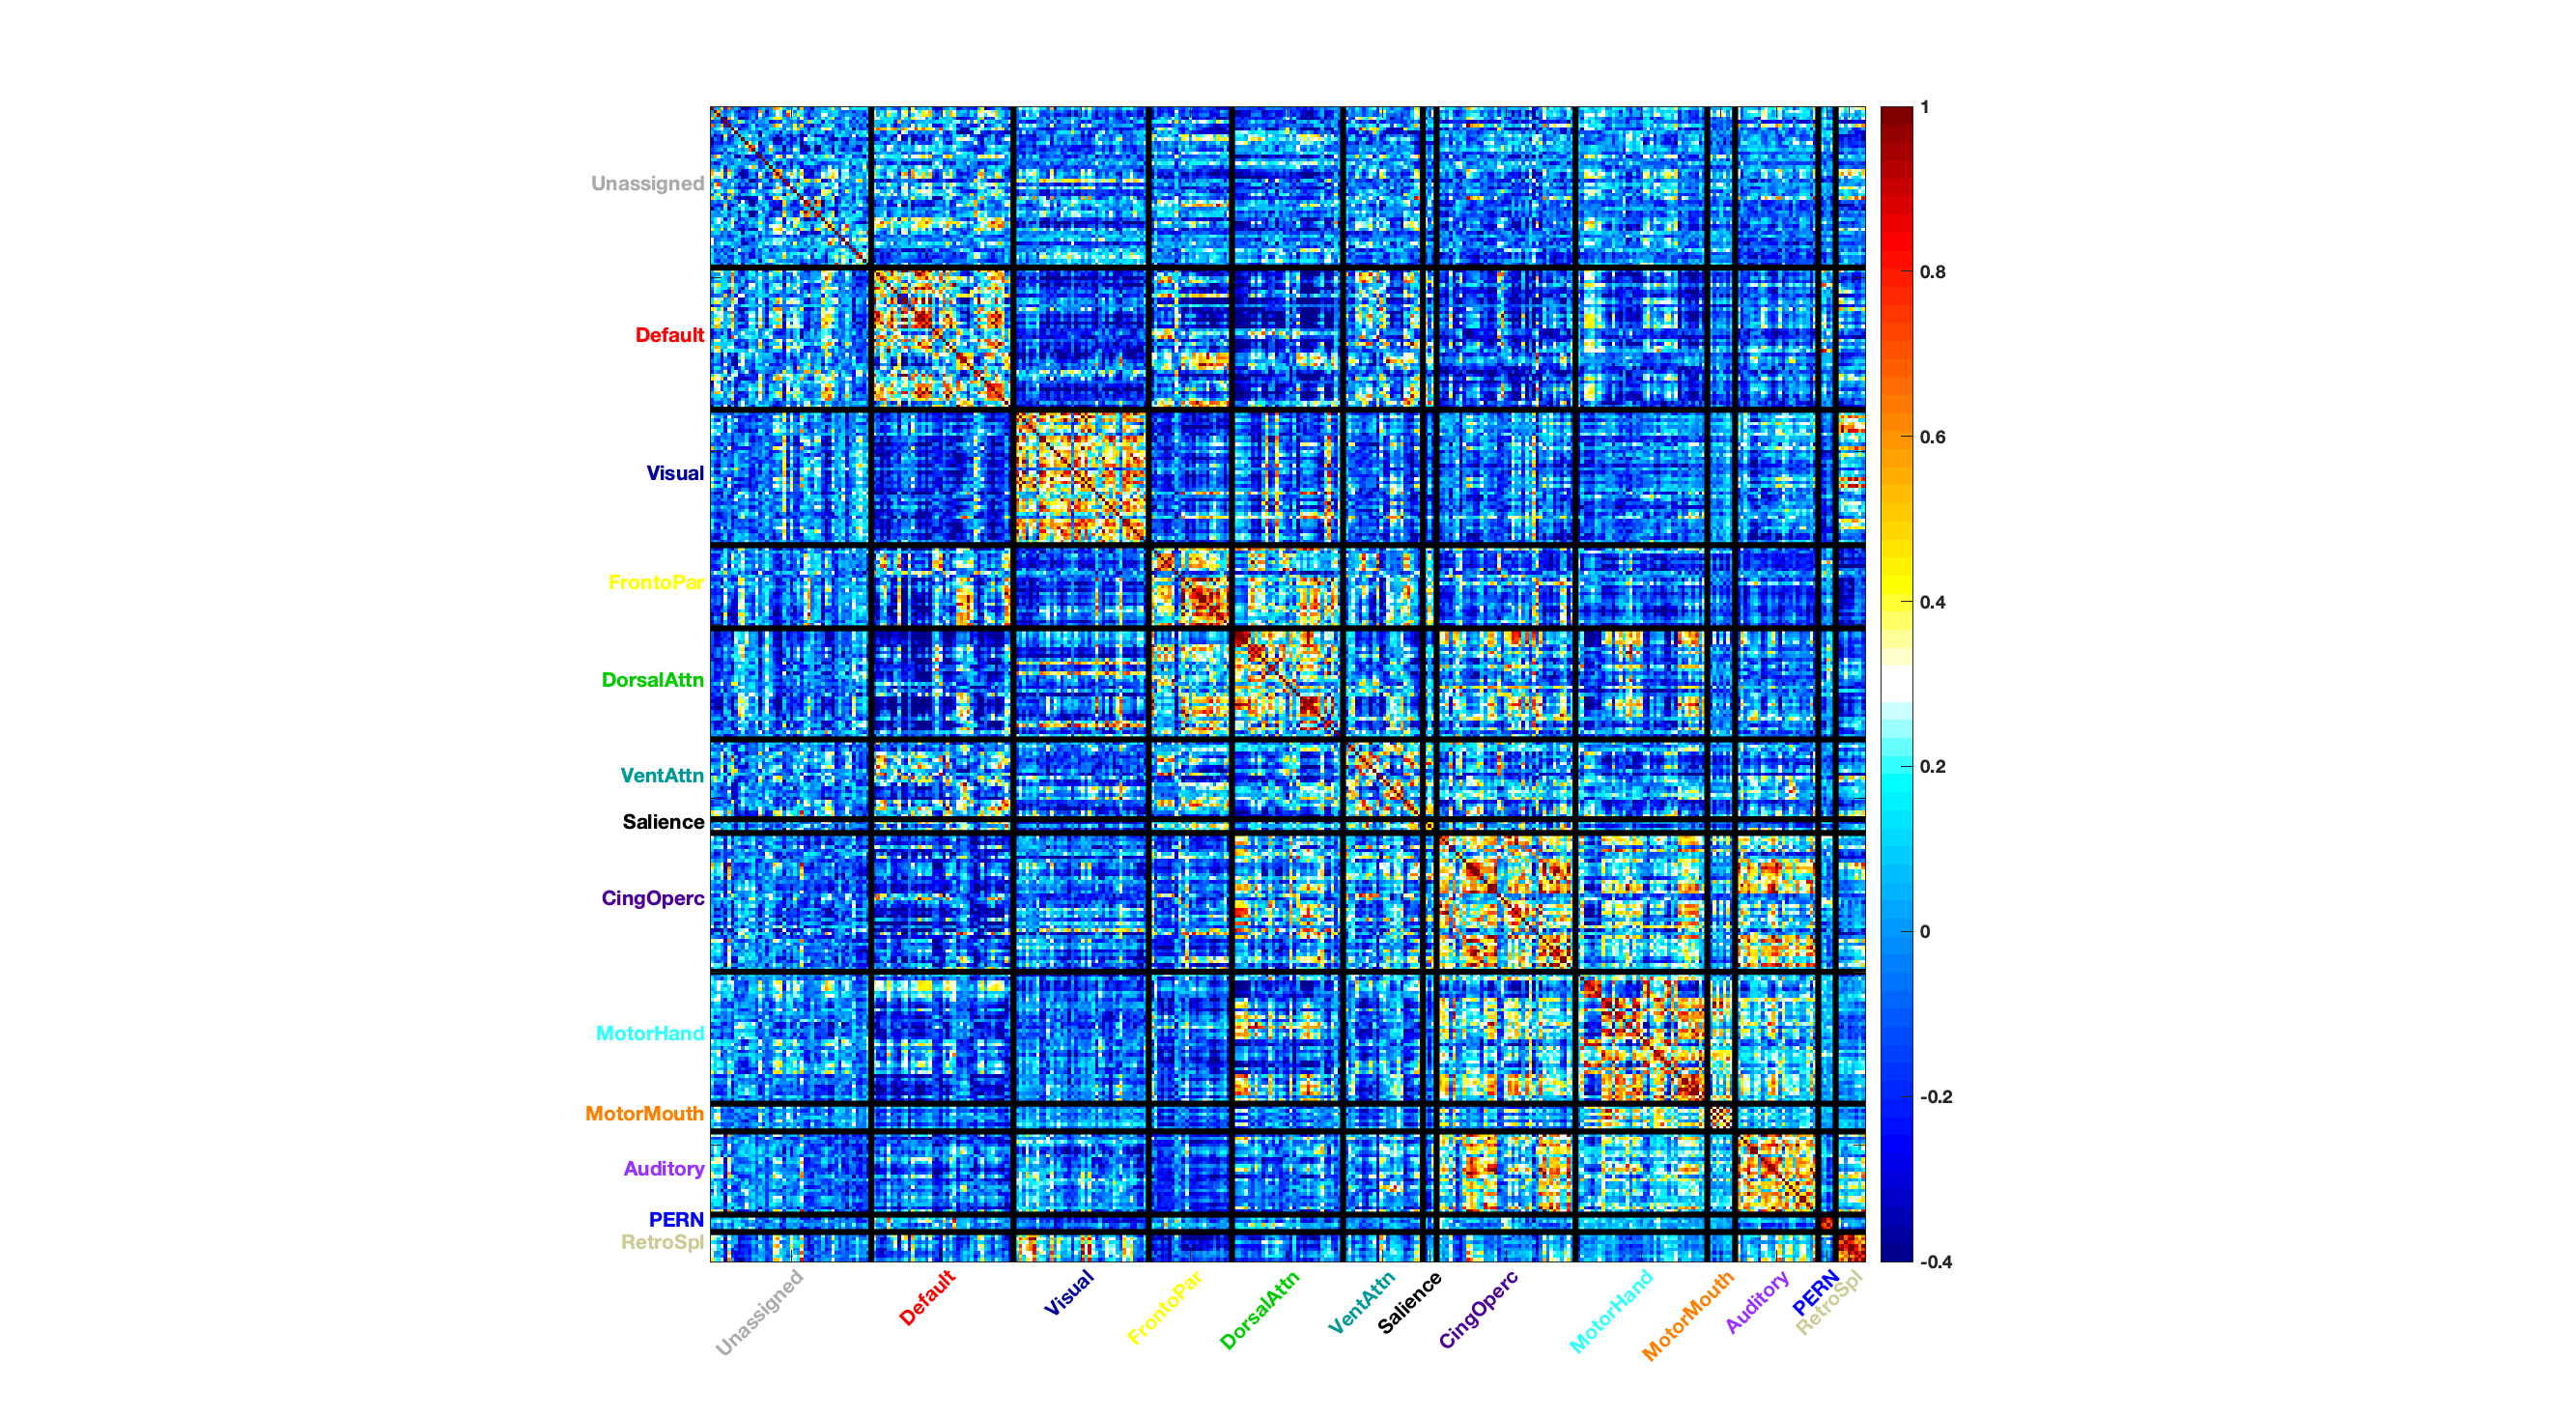 Unassigned
Default
Visual
FrontoPar
DorsalAttn
VentAttn
Salience
CingOperc
MotorHand
MotorMouth
Auditory
PERN
RetroSpl
Unassigned
Default
Visual
FrontoPar
DorsalAttn
VentAttn
Salience
CingOperc
MotorHand
MotorMouth
Auditory
PERN
RetroSpl
1
0.8
0.6
0.4
0.2
0
-0.2
-0.4